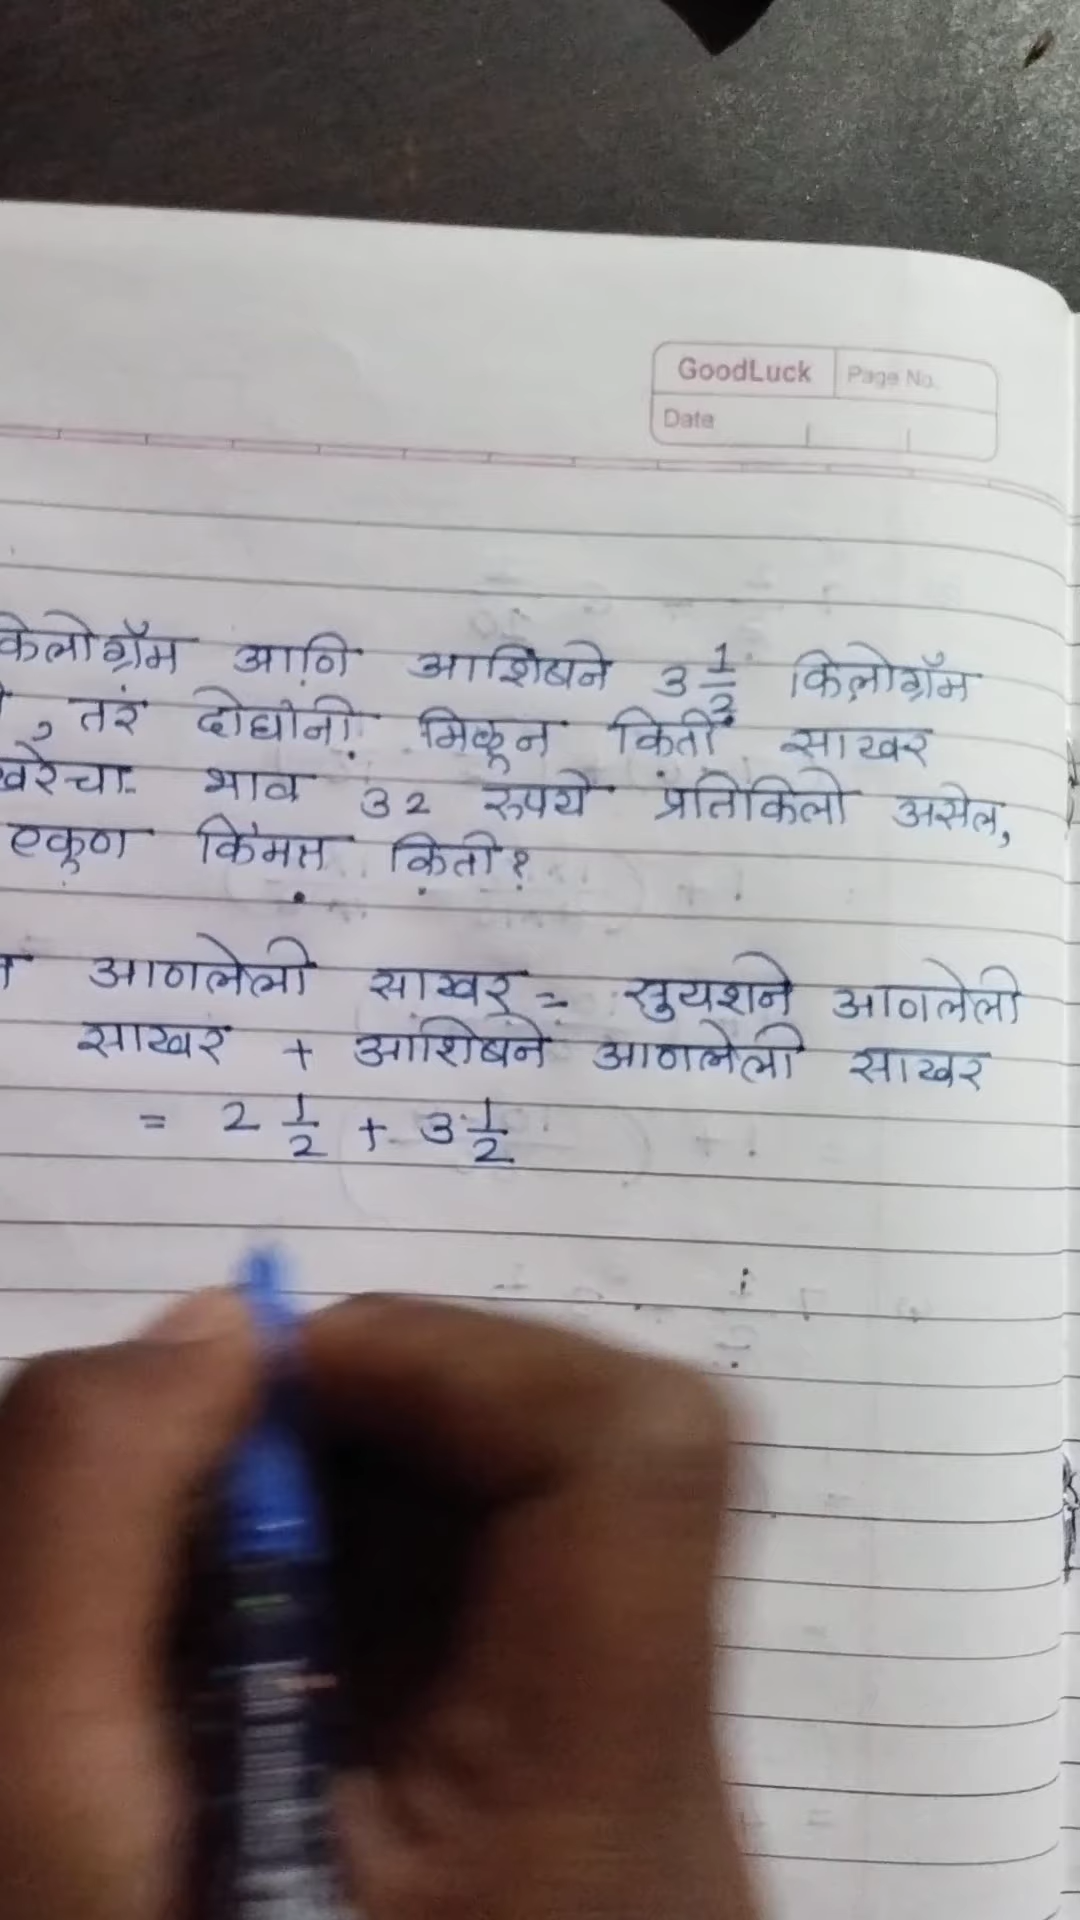 GoodLuck Page No.
Date
केलोग्रॅम आणि आशिषने 3 1/2 किलोग्रॅम
, तर दोघांनी मिळून किती साखर
खरेचा भाव 32 रुपये प्रतिकिलो असेल,
एकूण किंमत किती?
आणलेली साखर = सुयशने आणलेली
साखर + आशिषने आणलेली साखर
= 2 1/2 + 3 1/2